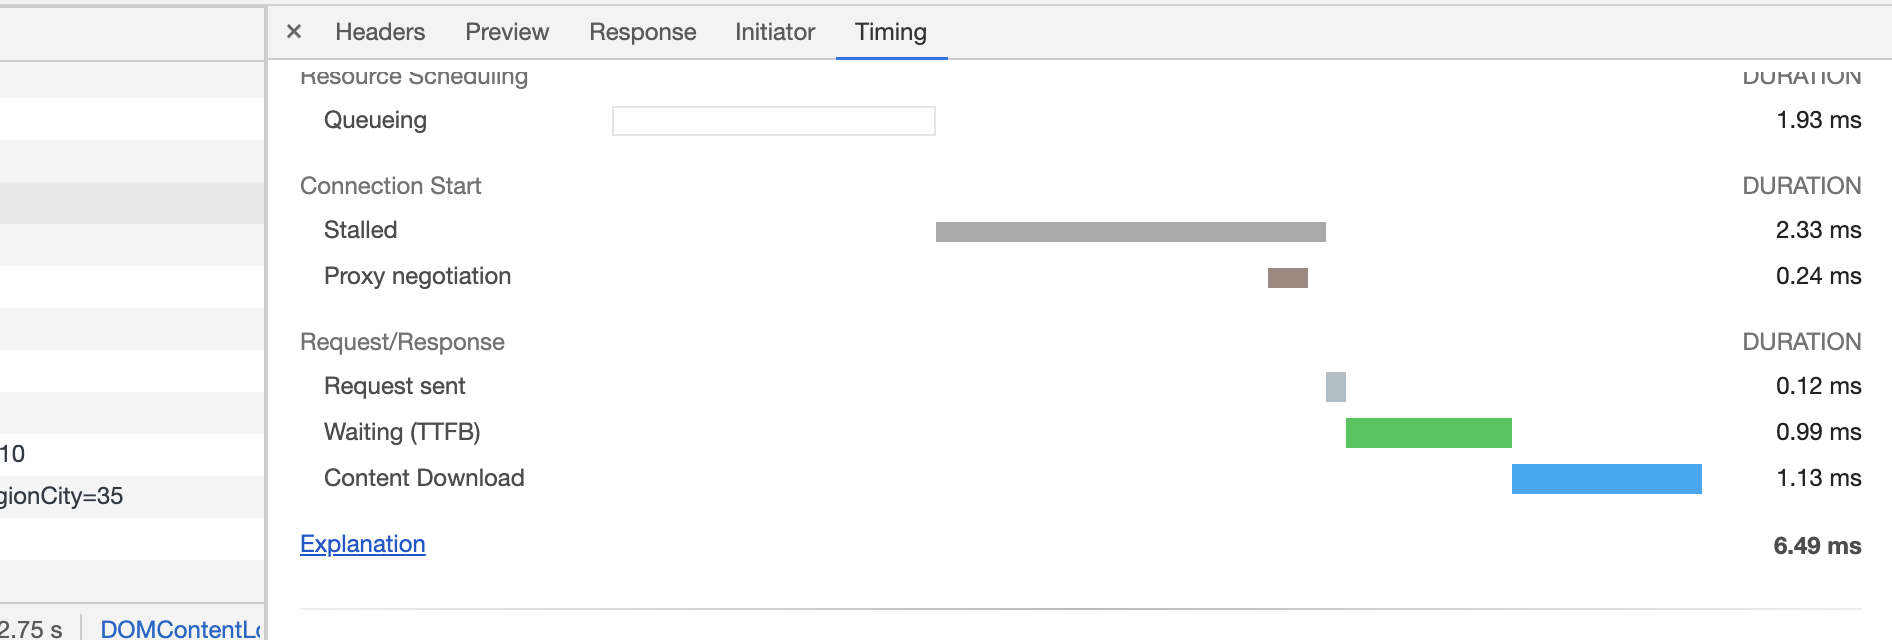 × Headers Preview Response Initiator Timing
Resource Scheduling DURATION
Queueing 1.93 ms
Connection Start DURATION
Stalled 2.33 ms
Proxy negotiation 0.24 ms
Request/Response DURATION
Request sent 0.12 ms
Waiting (TTFB) 0.99 ms
Content Download 1.13 ms
Explanation 6.49 ms
10
gionCity=35
2.75 s DOMContentLo